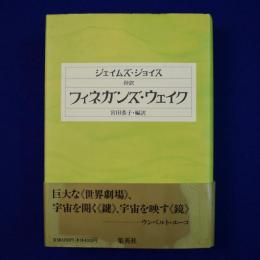 ジェイムズ・ジョイス
抄訳
フィネガンズ・ウェイク
宮田恭子・編訳
巨大な《世界劇場》、
宇宙を開く《鍵》、宇宙を映す《鏡》
ウンベルト・エーコ
集英社